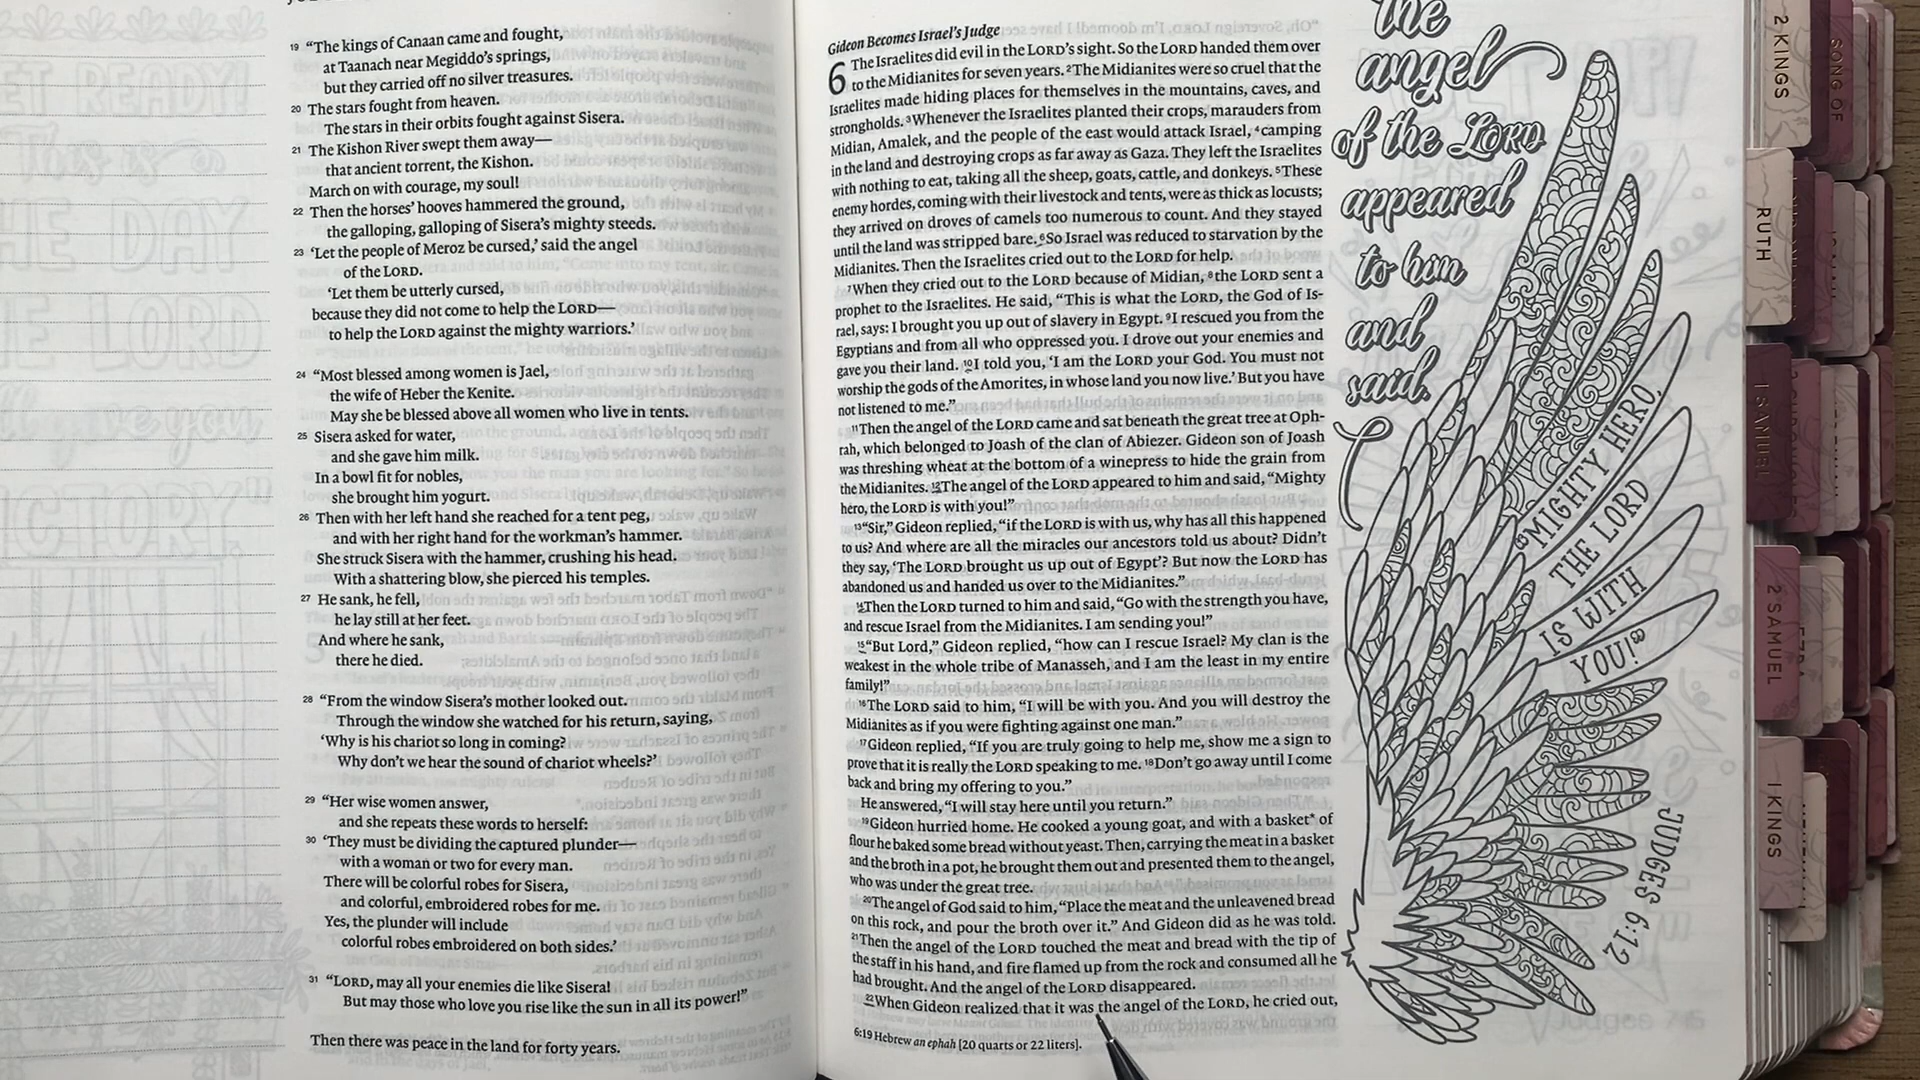 19 “The kings of Canaan came and fought,
at Taanach near Megiddo’s springs,
but they carried off no silver treasures.
20 The stars fought from heaven.
The stars in their orbits fought against Sisera.
21 The Kishon River swept them away—
that ancient torrent, the Kishon.
March on with courage, my soul!
22 Then the horses’ hooves hammered the ground,
the galloping, galloping of Sisera’s mighty steeds.
23 ‘Let the people of Meroz be cursed,’ said the angel
of the LORD.
‘Let them be utterly cursed,
because they did not come to help the LORD—
to help the LORD against the mighty warriors.’
24 “Most blessed among women is Jael,
the wife of Heber the Kenite.
May she be blessed above all women who live in tents.
25 Sisera asked for water,
and she gave him milk.
In a bowl fit for nobles,
she brought him yogurt.
26 Then with her left hand she reached for a tent peg,
and with her right hand for the workman’s hammer.
She struck Sisera with the hammer, crushing his head.
With a shattering blow, she pierced his temples.
27 He sank, he fell,
he lay still at her feet.
And where he sank,
there he died.
28 “From the window Sisera’s mother looked out.
Through the window she watched for his return, saying,
‘Why is his chariot so long in coming?
Why don’t we hear the sound of chariot wheels?’
29 “Her wise women answer,
and she repeats these words to herself:
30 ‘They must be dividing the captured plunder—
with a woman or two for every man.
There will be colorful robes for Sisera,
and colorful, embroidered robes for me.
Yes, the plunder will include
colorful robes embroidered on both sides.’
31 “LORD, may all your enemies die like Sisera!
But may those who love you rise like the sun in all its power!”
Then there was peace in the land for forty years.
Gideon Becomes Israel’s Judge
6 The Israelites did evil in the LORD’s sight. So the LORD handed them over
to the Midianites for seven years. 2The Midianites were so cruel that the
Israelites made hiding places for themselves in the mountains, caves, and
strongholds. 3Whenever the Israelites planted their crops, marauders from
Midian, Amalek, and the people of the east would attack Israel, 4camping
in the land and destroying crops as far away as Gaza. They left the Israelites
with nothing to eat, taking all the sheep, goats, cattle, and donkeys. 5These
enemy hordes, coming with their livestock and tents, were as thick as locusts;
they arrived on droves of camels too numerous to count. And they stayed
until the land was stripped bare. 6So Israel was reduced to starvation by the
Midianites. Then the Israelites cried out to the LORD for help.
7When they cried out to the LORD because of Midian, 8the LORD sent a
prophet to the Israelites. He said, “This is what the LORD, the God of Is-
rael, says: I brought you up out of slavery in Egypt. 9I rescued you from the
Egyptians and from all who oppressed you. I drove out your enemies and
gave you their land. 10I told you, ‘I am the LORD your God. You must not
worship the gods of the Amorites, in whose land you now live.’ But you have
not listened to me.”
11Then the angel of the LORD came and sat beneath the great tree at Oph-
rah, which belonged to Joash of the clan of Abiezer. Gideon son of Joash
was threshing wheat at the bottom of a winepress to hide the grain from
the Midianites. 12The angel of the LORD appeared to him and said, “Mighty
hero, the LORD is with you!”
13“Sir,” Gideon replied, “if the LORD is with us, why has all this happened
to us? And where are all the miracles our ancestors told us about? Didn’t
they say, ‘The LORD brought us up out of Egypt’? But now the LORD has
abandoned us and handed us over to the Midianites.”
14Then the LORD turned to him and said, “Go with the strength you have,
and rescue Israel from the Midianites. I am sending you!”
15“But Lord,” Gideon replied, “how can I rescue Israel? My clan is the
weakest in the whole tribe of Manasseh, and I am the least in my entire
family!”
16The LORD said to him, “I will be with you. And you will destroy the
Midianites as if you were fighting against one man.”
17Gideon replied, “If you are truly going to help me, show me a sign to
prove that it is really the LORD speaking to me. 18Don’t go away until I come
back and bring my offering to you.”
He answered, “I will stay here until you return.”
19Gideon hurried home. He cooked a young goat, and with a basket* of
flour he baked some bread without yeast. Then, carrying the meat in a basket
and the broth in a pot, he brought them out and presented them to the angel,
who was under the great tree.
20The angel of God said to him, “Place the meat and the unleavened bread
on this rock, and pour the broth over it.” And Gideon did as he was told.
21Then the angel of the LORD touched the meat and bread with the tip of
the staff in his hand, and fire flamed up from the rock and consumed all he
had brought. And the angel of the LORD disappeared.
22When Gideon realized that it was the angel of the LORD, he cried out,
6:19 Hebrew an ephah [20 quarts or 22 liters].
the
angel
of the LORD
appeared
to him
and
said,
“MIGHTY HERO,
THE LORD
IS WITH
YOU!”
JUDGES 6:12
2 KINGS
SONG OF
RUTH
1 SAMUEL
2 SAMUEL
1 KINGS